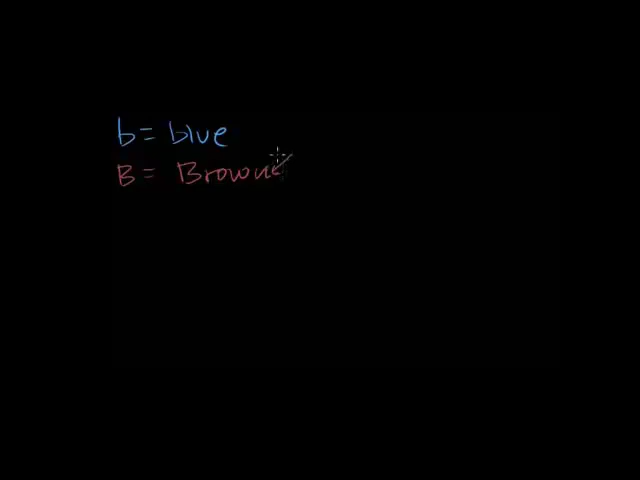 b = blue
B = Brown